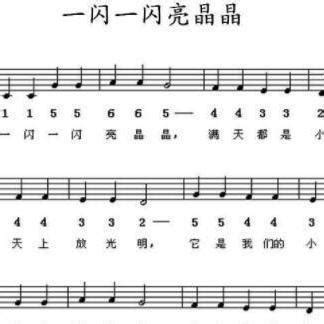 一闪一闪亮晶晶
1 1 5 5 6 6 5 — 4 4 3 3 2
一 闪 一 闪 亮 晶 晶， 满 天 都 是 小
4 4 3 3 2 — 5 5 4 4 3
天 上 放 光 明， 它 是 我 们 的 小